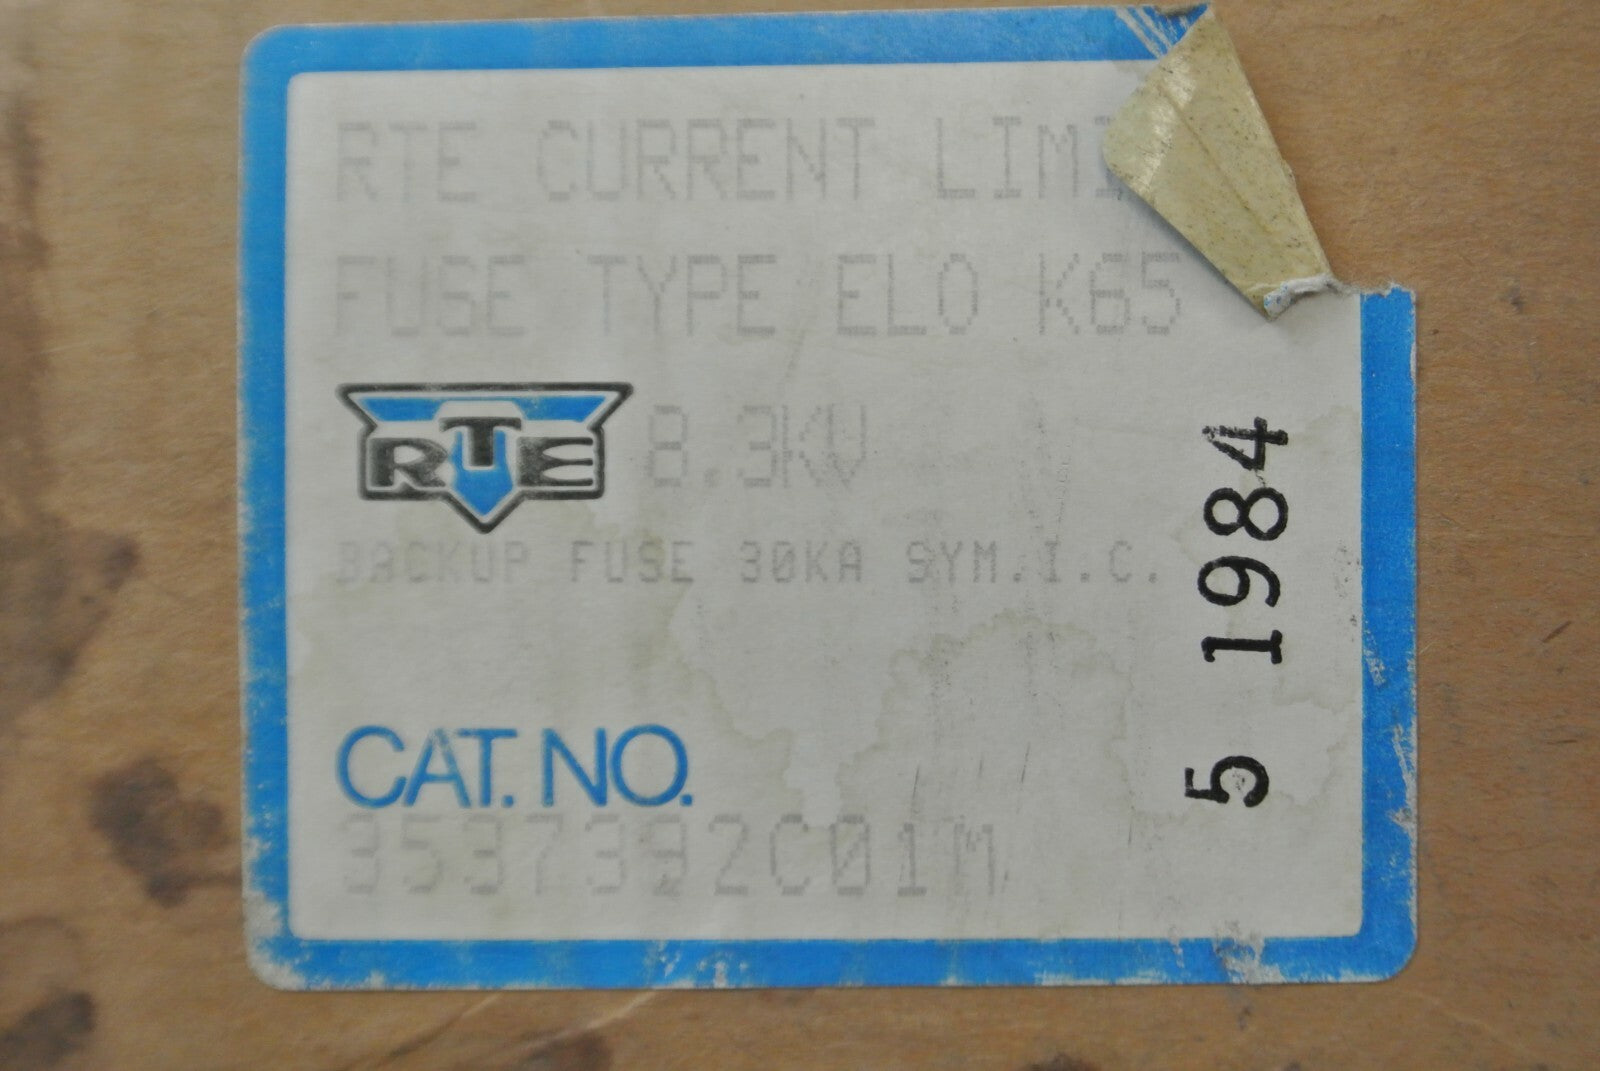 RTE CURRENT LIMI
FUSE TYPE ELO K65
RTE
8.3KV
BACKUP FUSE 30KA SYM.I.C.
CAT. NO.
3537392C01M
5 1984